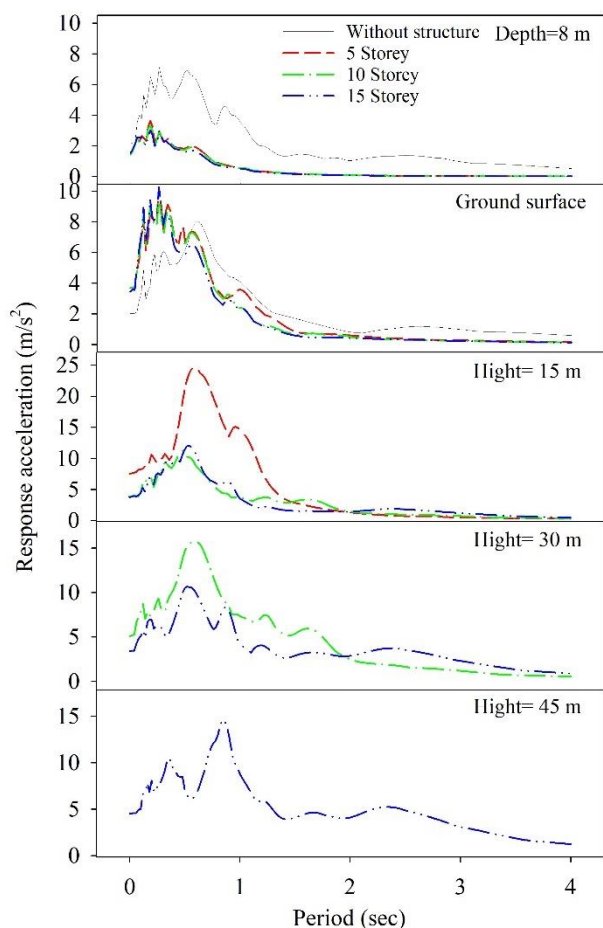 Without structure
Depth=8 m
5 Storey
10 Storey
15 Storey
8
6
4
2
0
Ground surface
10
8
6
4
2
0
Hight= 15 m
25
20
15
10
5
0
Hight= 30 m
15
10
5
0
Hight= 45 m
15
10
5
0
0 1 2 3 4
Period (sec)
Response acceleration (m/s²)